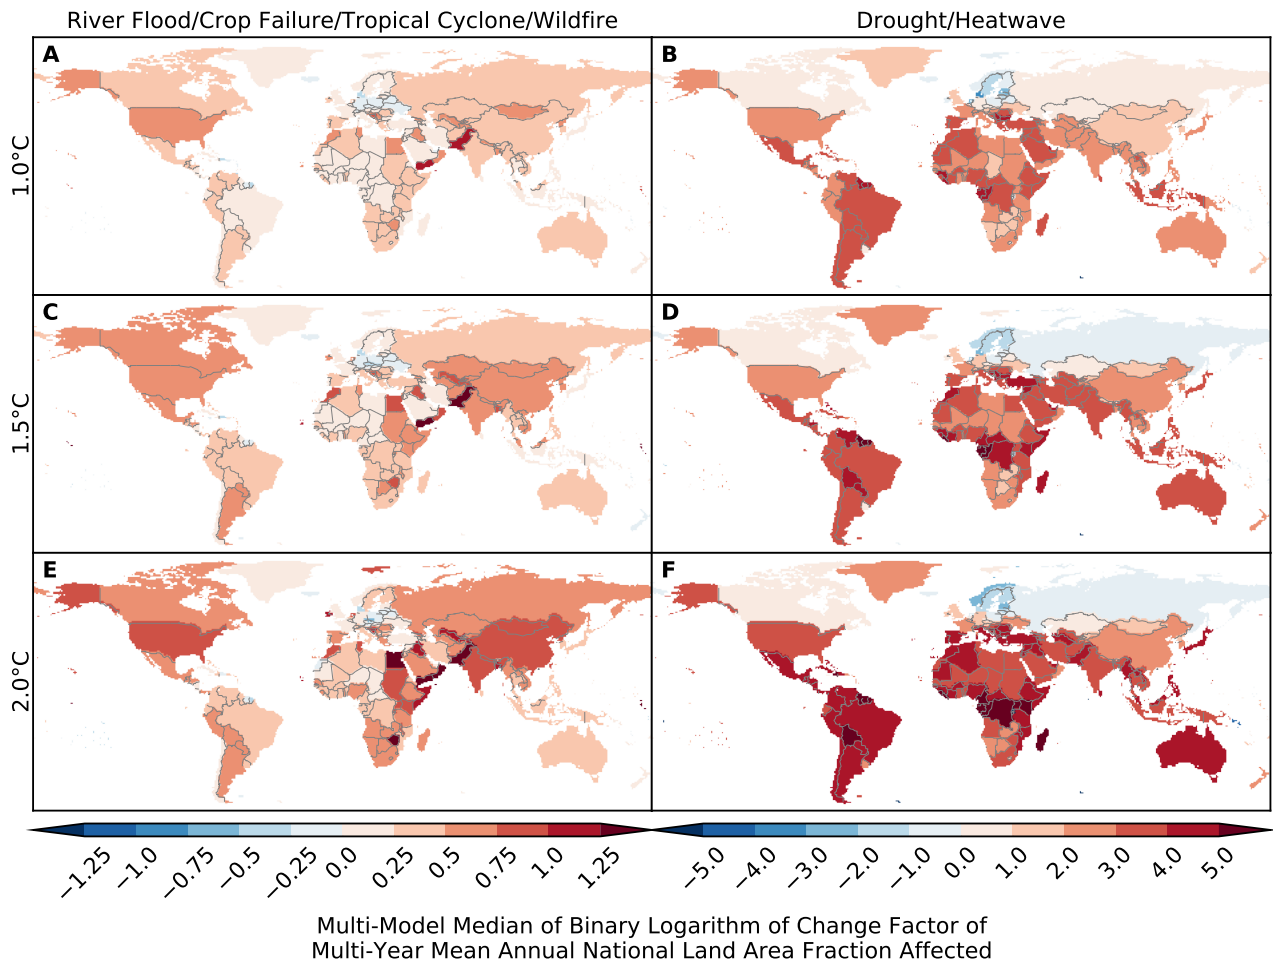 River Flood/Crop Failure/Tropical Cyclone/Wildfire
Drought/Heatwave
A
B
1.0°C
C
D
1.5°C
E
F
2.0°C
−1.25 −1.0 −0.75 −0.5 −0.25 0.0 0.25 0.5 0.75 1.0 1.25
−5.0 −4.0 −3.0 −2.0 −1.0 0.0 1.0 2.0 3.0 4.0 5.0
Multi-Model Median of Binary Logarithm of Change Factor of
Multi-Year Mean Annual National Land Area Fraction Affected